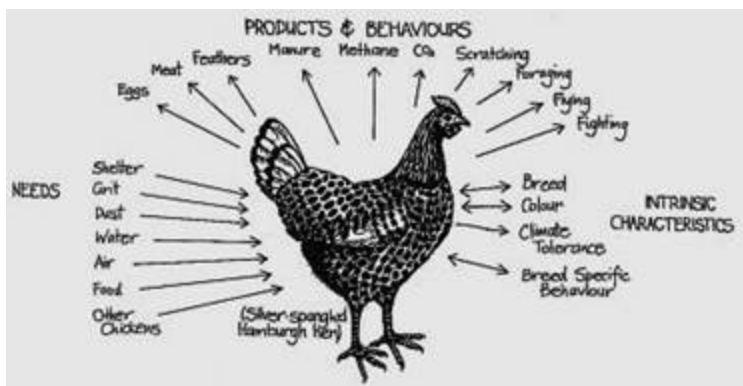 PRODUCTS & BEHAVIOURS
Eggs
Meat
Feathers
Manure
Methane
CO₂
Scratching
Foraging
Flying
Fighting
NEEDS
Shelter
Grit
Dust
Water
Air
Food
Other
Chickens
(Silver-spangled
Hamburgh Hen)
Breed
Colour
Climate
Tolerance
Breed Specific
Behaviour
INTRINSIC
CHARACTERISTICS